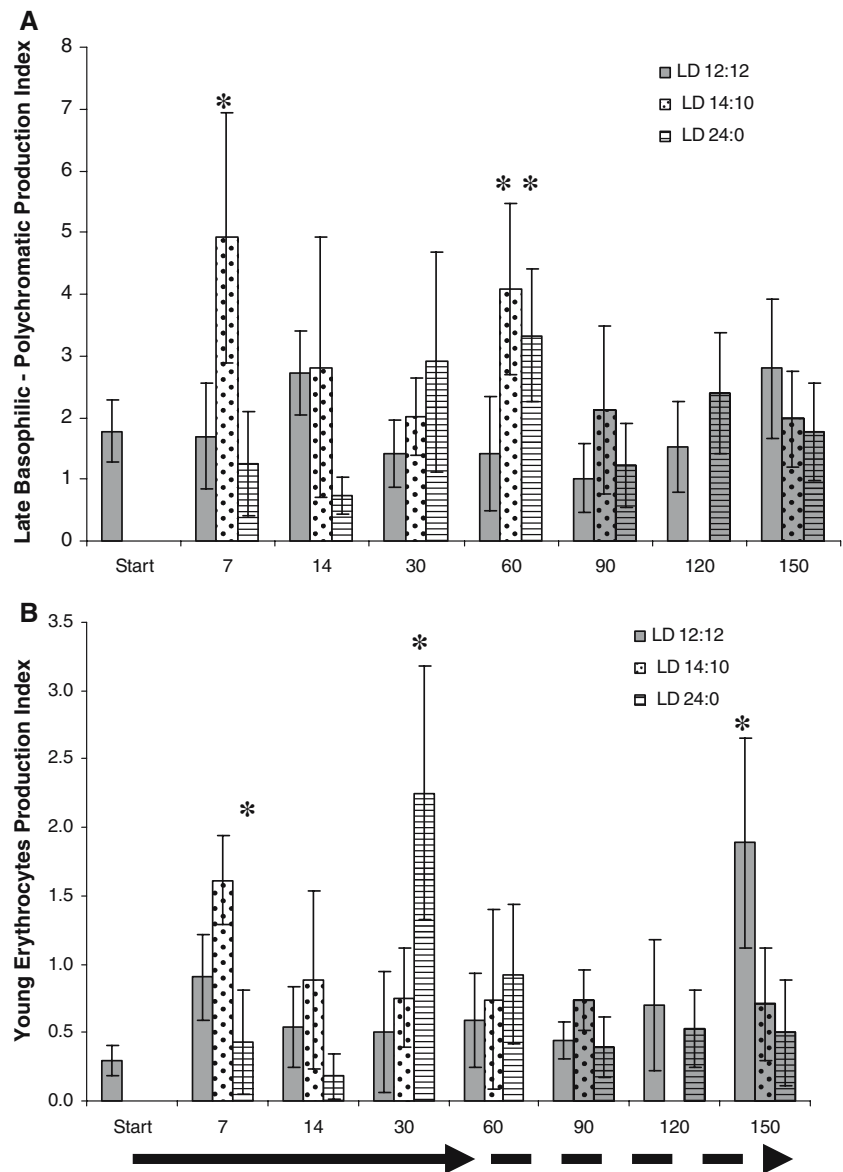 A
Late Basophilic - Polychromatic Production Index
8
7
6
5
4
3
2
1
0
LD 12:12
LD 14:10
LD 24:0
*
* *
Start 7 14 30 60 90 120 150
B
Young Erythrocytes Production Index
3.5
3.0
2.5
2.0
1.5
1.0
0.5
0.0
LD 12:12
LD 14:10
LD 24:0
*
*
*
Start 7 14 30 60 90 120 150